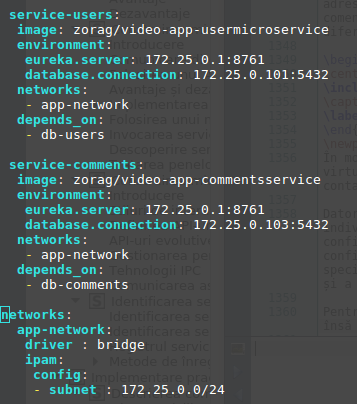 service-users:
image: zorag/video-app-usermicroservice
environment:
eureka.server: 172.25.0.1:8761
database.connection: 172.25.0.101:5432
networks:
- app-network
depends_on:
- db-users
service-comments:
image: zorag/video-app-commentsservice
environment:
eureka.server: 172.25.0.1:8761
database.connection: 172.25.0.103:5432
networks:
- app-network
depends_on:
- db-comments
networks:
app-network:
driver : bridge
ipam:
config:
- subnet : 172.25.0.0/24